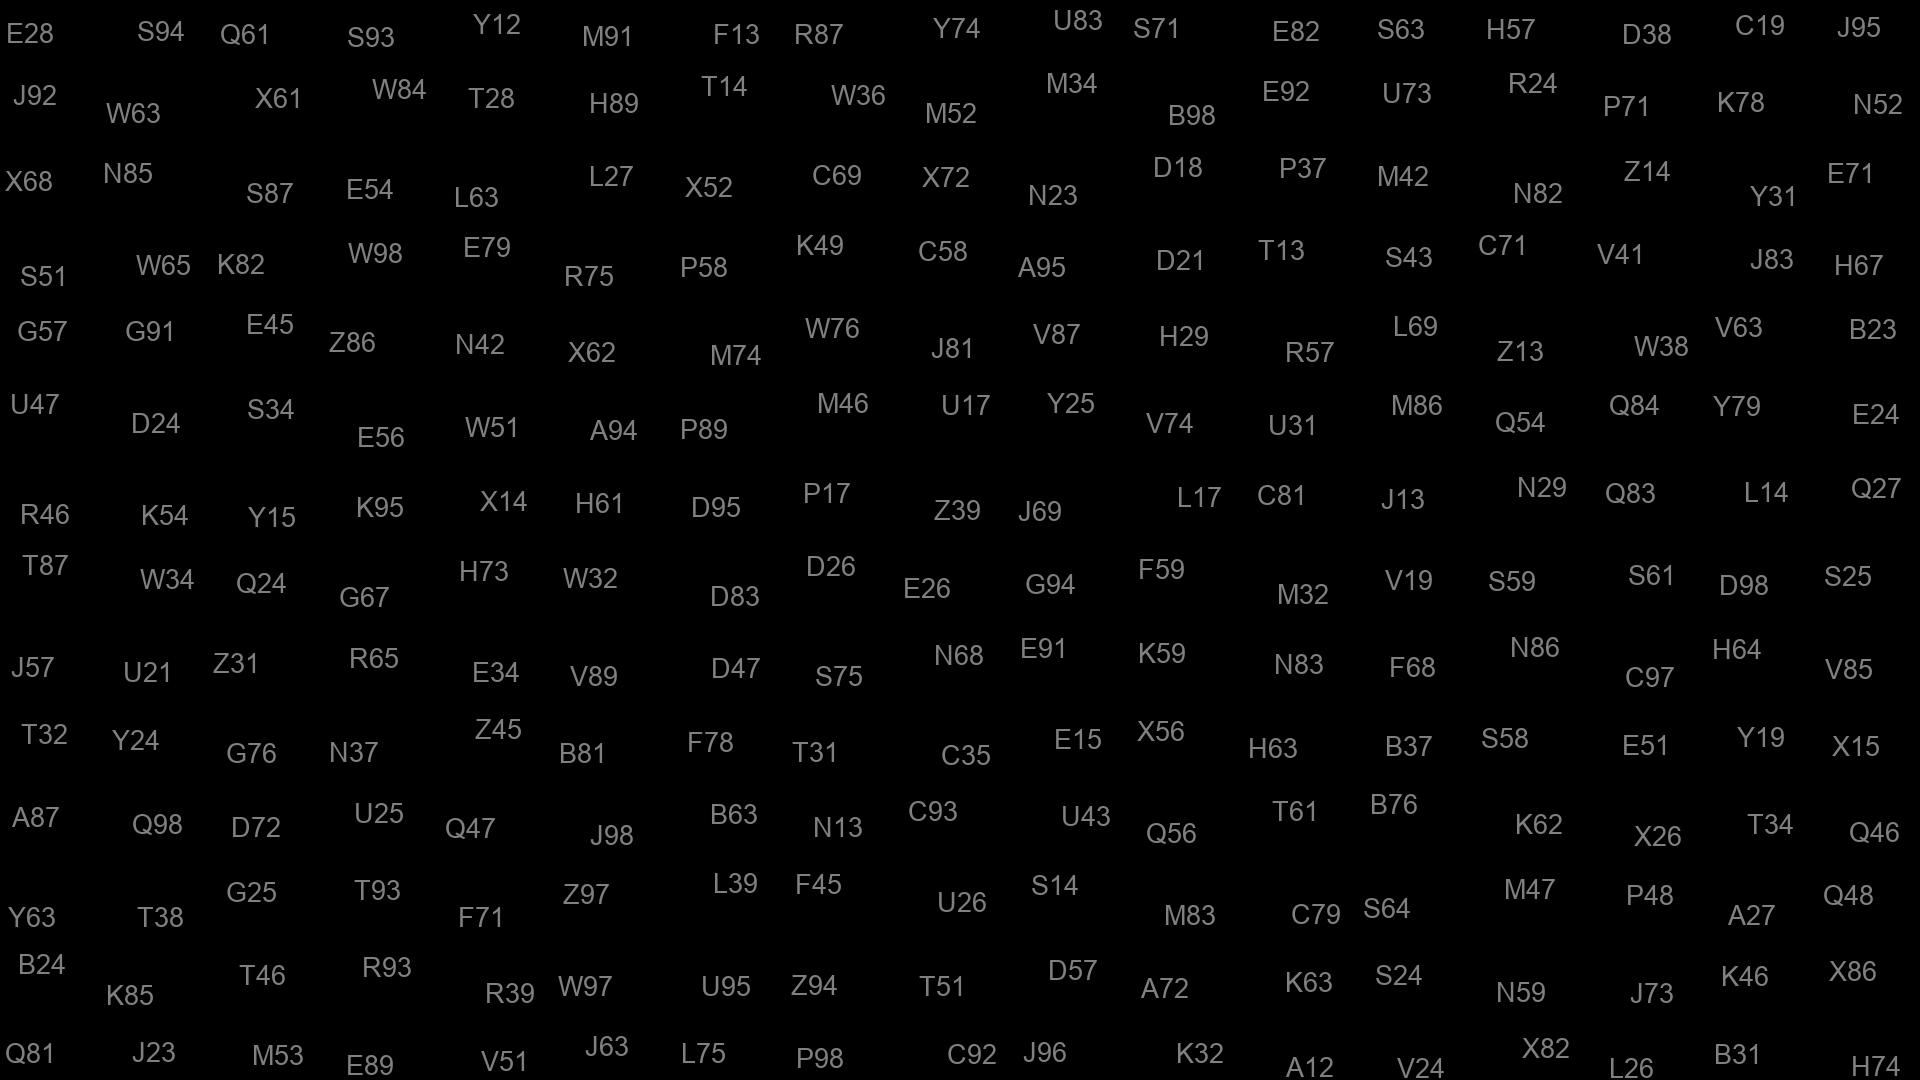 E28 S94 Q61 S93 Y12 M91 F13 R87 Y74 U83 S71 E82 S63 H57 D38 C19 J95
J92 W63 X61 W84 T28 H89 T14 W36 M52 M34 B98 E92 U73 R24 P71 K78 N52
X68 N85 S87 E54 L63 L27 X52 C69 X72 N23 D18 P37 M42 N82 Z14 Y31 E71
S51 W65 K82 W98 E79 R75 P58 K49 C58 A95 D21 T13 S43 C71 V41 J83 H67
G57 G91 E45 Z86 N42 X62 M74 W76 J81 V87 H29 R57 L69 Z13 W38 V63 B23
U47 D24 S34 E56 W51 A94 P89 M46 U17 Y25 V74 U31 M86 Q54 Q84 Y79 E24
R46 K54 Y15 K95 X14 H61 D95 P17 Z39 J69 L17 C81 J13 N29 Q83 L14 Q27
T87 W34 Q24 G67 H73 W32 D83 D26 E26 G94 F59 M32 V19 S59 S61 D98 S25
J57 U21 Z31 R65 E34 V89 D47 S75 N68 E91 K59 N83 F68 N86 C97 H64 V85
T32 Y24 G76 N37 Z45 B81 F78 T31 C35 E15 X56 H63 B37 S58 E51 Y19 X15
A87 Q98 D72 U25 Q47 J98 B63 N13 C93 U43 Q56 T61 B76 K62 X26 T34 Q46
Y63 T38 G25 T93 F71 Z97 L39 F45 U26 S14 M83 C79 S64 M47 P48 A27 Q48
B24 K85 T46 R93 R39 W97 U95 Z94 T51 D57 A72 K63 S24 N59 J73 K46 X86
Q81 J23 M53 E89 V51 J63 L75 P98 C92 J96 K32 A12 V24 X82 L26 B31 H74